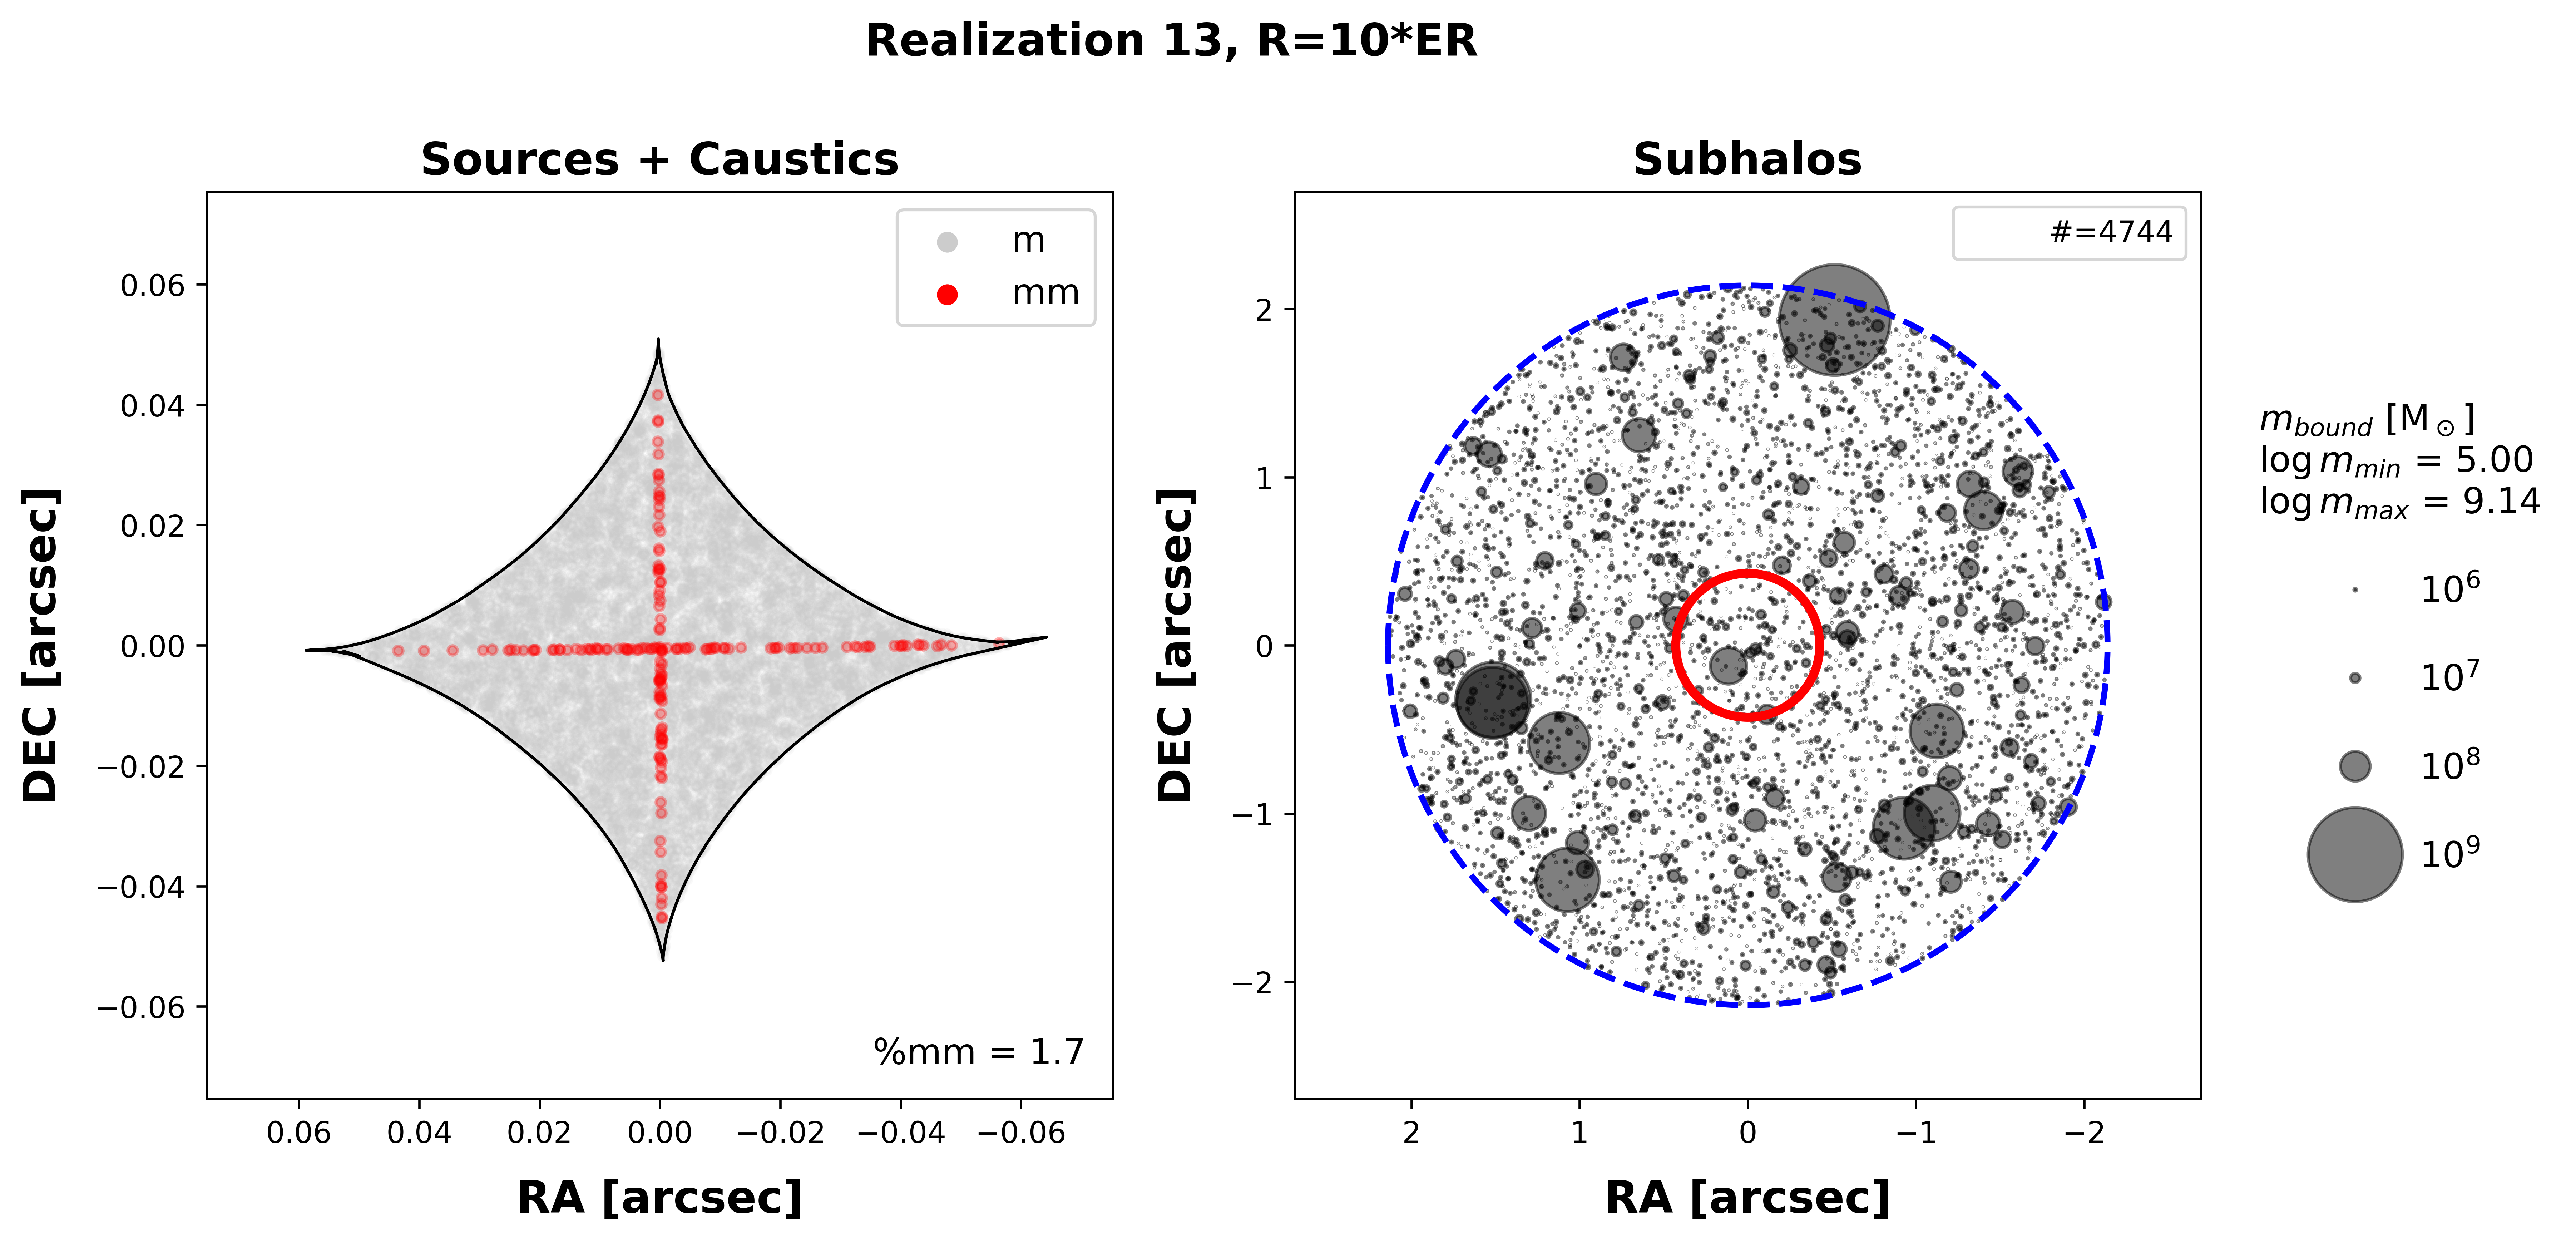 Realization 13, R=10*ER
Sources + Caustics
m
mm
0.06
0.04
0.02
0.00
−0.02
−0.04
−0.06
DEC [arcsec]
%mm = 1.7
0.06
0.04
0.02
0.00
−0.02
−0.04
−0.06
RA [arcsec]
Subhalos
#=4744
2
1
0
−1
−2
DEC [arcsec]
2
1
0
−1
−2
RA [arcsec]
m_bound [M_⊙]
log m_min = 5.00
log m_max = 9.14
10^6
10^7
10^8
10^9